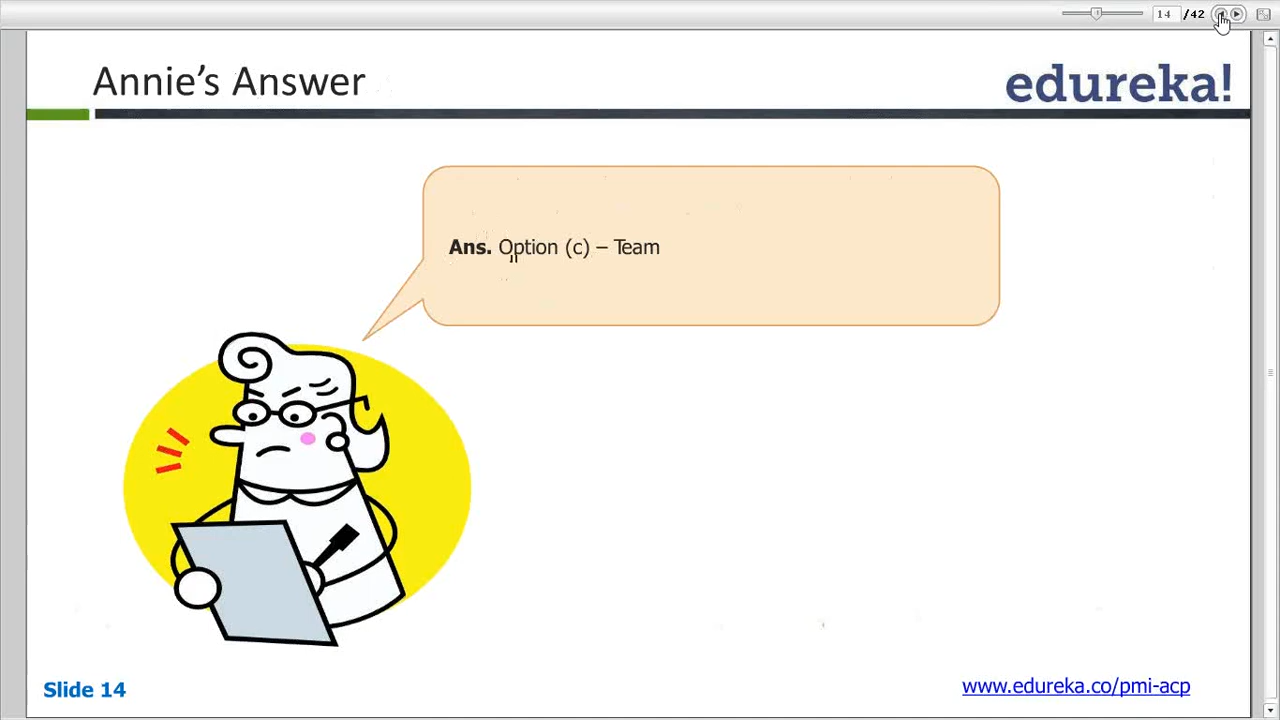 14 /42
Annie's Answer
edureka!
Ans. Option (c) – Team
Slide 14
www.edureka.co/pmi-acp